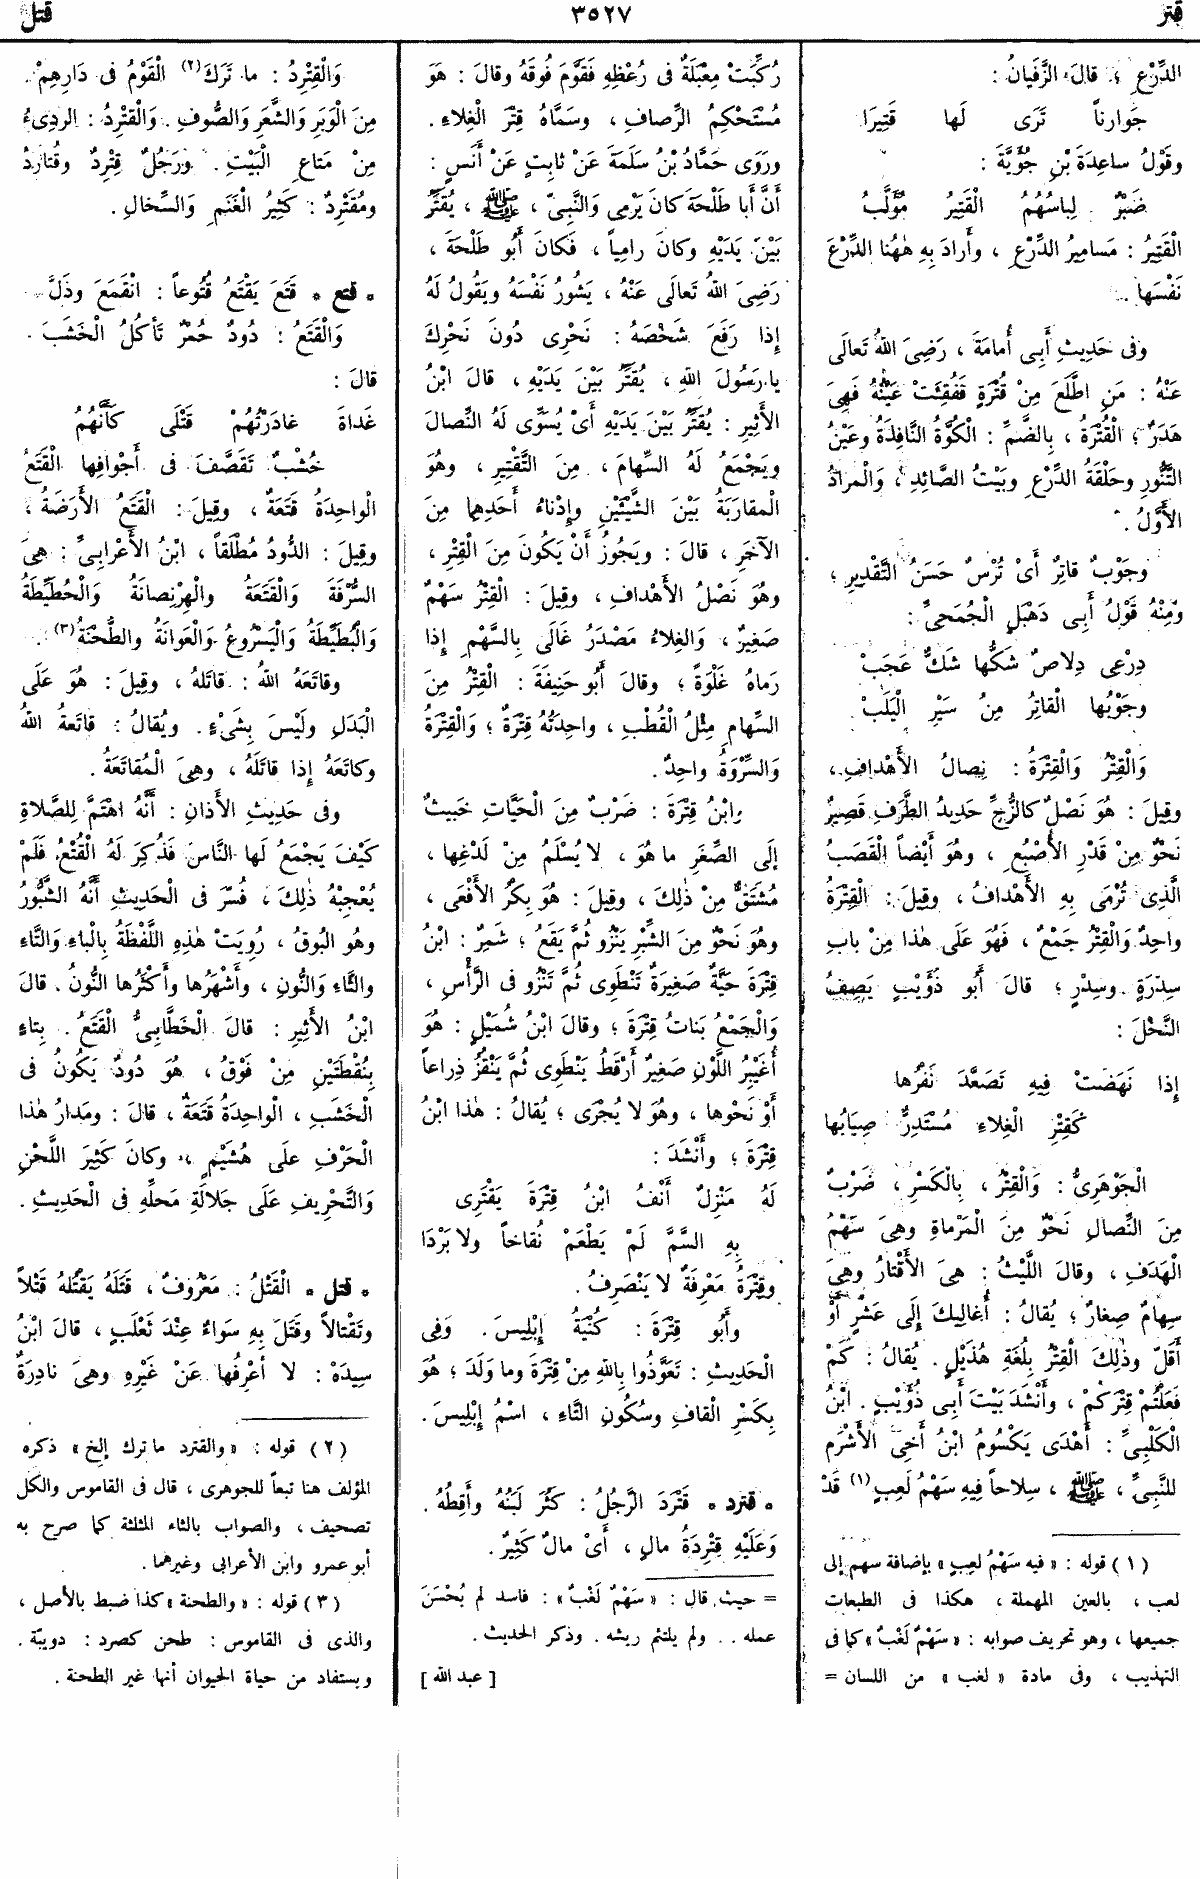 قتر
٣٥٢٧
قتل
الدِّرْعِ ؛ قالَ الزَّفَيانُ :
جَوارناً تَرَى لَها قَتِيرَا
وقَوْلُ ساعِدَةَ بْنِ جُؤَيَّةَ :
ضَبْرٌ لِباسُهُمُ الْقَتِيرُ مُؤَلَّبُ
الْقَتِيرُ : مَسامِيرُ الدِّرْعِ ، وأَرادَ بِهِ هٰهُنا الدِّرْعَ
نَفْسَها .
وفى حَدِيثِ أَبِى أُمامَةَ ، رَضِىَ اللهُ تَعالَى
عَنْهُ : مَنِ اطَّلَعَ مِنْ قُتْرَةٍ فَفُقِئَتْ عَيْنُهُ فَهِىَ
هَدَرٌ ؛ الْقُتْرَةُ ، بِالضَّمِّ : الْكُوَّةُ النَّافِذَةُ وعَيْنُ
التَّنُّورِ وحَلْقَةُ الدِّرْعِ وبَيْتُ الصَّائِدِ ، وَالْمرادُ
الأَوَّلُ .
وجَوْبٌ قاتِرٌ أَىْ تُرْسٌ حَسَنُ التَّقْدِيرِ ؛
ومِنْهُ قَوْلُ أَبِى دَهْبَلٍ الْجُمَحِىِّ :
دِرْعِى دِلاصٌ شَكُّها شَكٌّ عَجَبْ
وجَوْبُها الْقاتِرُ مِنْ سَيْرِ الْيَلَبْ
وَالْقِتْرُ وَالْقِتْرَةُ : نِصالُ الأَهْدافِ ،
وقِيلَ : هُوَ نَصْلٌ كالزُّجِّ حَدِيدُ الطَّرَفِ قَصِيرٌ
نَحْوٌ مِنْ قَدْرِ الأُصْبُعِ ، وهُوَ أَيْضاً الْقَصَبُ
الَّذِى تُرْمَى بِهِ الأَهْدافُ ، وقِيلَ : الْقِتْرَةُ
واحِدٌ وَالْقِتْرُ جَمْعٌ ، فَهُوَ عَلَى هٰذا مِنْ بابِ
سِدْرَةٍ وسِدْرٍ ؛ قالَ أَبُو ذُؤَيْبٍ يَصِفُ
النَّحْلَ :
إِذا نَهَضَتْ فِيهِ تَصَعَّدَ نَفْرُها
كَقِتْرِ الْغِلاءِ مُسْتَدِرٌّ صِيَابُها
الْجَوْهَرِىُّ : وَالْقِتْرُ ، بِالْكَسْرِ ، ضَرْبٌ
مِنَ النِّصالِ نَحْوٌ مِنَ الْمَرْماةِ وهِىَ سَهْمُ
الْهَدَفِ ، وقالَ اللَّيْثُ : هِىَ الأَقْتارُ وهِىَ
سِهامٌ صِغارٌ ؛ يُقالُ : أُغالِيكَ إِلَى عَشْرٍ أَوْ
أَقَلَّ وذٰلِكَ الْقِتْرُ بِلُغَةِ هُذَيْلٍ . يُقالُ : كَمْ
فَعَلْتُمْ قِتْرَكُمْ ، وأَنْشَدَ بَيْتَ أَبِى ذُؤَيْبٍ . ابْنُ
الْكَلْبِىِّ : أَهْدَى يَكْسُومُ ابْنُ أَخِى الأَشْرَمِ
لِلنَّبِىِّ ، ﷺ ، سِلاحاً فِيهِ سَهْمُ لَعِبٍ (١) قَدْ
(١) قوله : «فيه سَهْمُ لعِبٍ» بإضافة سهم إلى
لعب ، بالعين المهملة ، هكذا فى الطبعات
جميعها ، وهو تحريف صوابه : «سَهْمٌ لَغْبٌ» كما فى
التهذيب ، وفى مادة «لغب» من اللسان =
رُكِّبَتْ مِعْبَلَةٌ فى رُعْظِهِ فَقَوَّمَ فُوقَهُ وقالَ : هُوَ
مُسْتَحْكِمُ الرِّصافِ ، وسَمَّاهُ قِتْرَ الْغِلاءِ .
ورَوَى حَمَّادُ بْنُ سَلَمَةَ عَنْ ثابِتٍ عَنْ أَنَسٍ :
أَنَّ أَبا طَلْحَةَ كانَ يَرْمِى وَالنَّبِىّ ، ﷺ ، يُقَتِّرُ
بَيْنَ يَدَيْهِ وكانَ رامِياً ، فَكانَ أَبُو طَلْحَةَ ،
رَضِىَ اللهُ تَعالَى عَنْهُ ، يَشُورُ نَفْسَهُ ويَقُولُ لَهُ
إِذا رَفَعَ شَخْصَهُ : نَحْرِى دُونَ نَحْرِكَ
يا رَسُولَ اللهِ ، يُقَتِّرُ بَيْنَ يَدَيْهِ ، قالَ ابْنُ
الأَثِيرِ : يُقَتِّرُ بَيْنَ يَدَيْهِ أَىْ يُسَوِّى لَهُ النِّصالَ
ويَجْمَعُ لَهُ السِّهامَ ، مِنَ التَّقْتِيرِ ، وهُوَ
الْمقارَبَةُ بَيْنَ الشَّيْئَيْنِ وإِدْناءُ أَحَدِهِما مِنَ
الآخَرِ ، قالَ : ويَجُوزُ أَنْ يَكُونَ مِنَ الْقِتْرِ ،
وهُوَ نَصْلُ الأَهْدافِ ، وقِيلَ : الْقِتْرُ سَهْمٌ
صَغِيرٌ ، وَالْغِلاءُ مَصْدَرُ غَالَى بِالسَّهْمِ إِذا
رَماهُ غَلْوَةً ؛ وقالَ أَبُو حَنِيفَةَ : الْقِتْرُ مِنَ
السِّهامِ مِثْلُ الْقُطْبِ ، واحِدَتُهُ قِتْرَةٌ ؛ وَالْقِتْرَةُ
وَالسِّرْوَةُ واحِدٌ .
وابْنُ قِتْرَةَ : ضَرْبٌ مِنَ الْحَيَّاتِ خَبِيثٌ
إِلَى الصِّغَرِ ما هُوَ ، لا يُسْلَمُ مِنْ لَدْغِها ،
مُشْتَقٌّ مِنْ ذٰلِكَ ، وقِيلَ : هُوَ بِكْرُ الأَفْعَى ،
وهُوَ نَحْوٌ مِنَ الشِّبْرِ يَنْزُو ثُمَّ يَقَعُ ؛ شَمِرٌ : ابْنُ
قِتْرَةَ حَيَّةٌ صَغِيرَةٌ تَنْطَوِى ثُمَّ تَنْزُو فى الرَّأْسِ ،
وَالْجَمْعُ بَناتُ قِتْرَةَ ؛ وقالَ ابْنُ شُمَيْلٍ : هُوَ
أُغَيْبِرُ اللَّوْنِ صَغِيرٌ أَرْقَطُ يَنْطَوِى ثُمَّ يَنْقُزُ ذِراعاً
أَوْ نَحْوها ، وهُوَ لا يُجْرَى ؛ يُقالُ : هٰذا ابْنُ
قِتْرَةَ ؛ وأَنْشَدَ :
لَهُ مَنْزِلٌ أَنْفُ ابْنُ قِتْرَةَ يَقْتَرِى
بِهِ السَّمَّ لَمْ يَطْعَمْ نُقاخاً ولا بَرْدَا
وقِتْرَةُ مَعْرِفَةٌ لا يَنْصَرِفُ .
وأَبُو قِتْرَةَ : كُنْيَةُ إِبْلِيسَ . وَفِى
الْحَدِيثِ : تَعَوَّذُوا بِاللهِ مِنْ قِتْرَةَ وما وَلَدَ ؛ هُوَ
بِكَسْرِ الْقافِ وسُكُونِ التَّاءِ ، اسْمُ إِبْلِيسَ .
• قترد • قَتْرَدَ الرَّجُلُ : كَثُرَ لَبَنُهُ وأَقِطُهُ .
وَعَلَيْهِ قِتْرِدَةُ مالٍ ، أَىْ مالٌ كَثِيرٌ .
= حيث قال : «سَهْمٌ لَغْبٌ» : فاسد لم يُحْسَنَ
عمله . . ولم يلتئم ريشه . وذكر الحديث .
[ عبد الله ]
وَالْقِتْرِدُ : ما تَرَكَ (٢) الْقَوْمُ فى دَارِهِمْ
مِنَ الْوَبَرِ وَالشَّعَرِ وَالصُّوفِ . وَالْقِتْرِدُ : الردِىءُ
مِنْ مَتاعِ الْبَيْتِ . ورَجُلٌ قِتْرِدٌ وقُتارِدٌ
ومُقَتْرِدٌ : كَثِيرُ الْغَنَمِ وَالسِّخالِ .
• قتع • قَتَعَ يَقْتَعُ قُتُوعاً : انْقَمَعَ وذَلَّ
وَالْقَتَعُ : دُودٌ حُمْرٌ تَأْكُلُ الْخَشَبَ .
قالَ :
غَداةَ غادَرْتُهُمْ قَتْلَى كَأَنَّهُمُ
خُشْبٌ تَقَصَّفَ فى أَجْوافِها الْقَتَعُ
الْواحِدَةُ قَتَعَةٌ ، وقِيلَ : الْقَتَعُ الأَرَضَةُ ،
وقِيلَ : الدُّودُ مُطْلَقاً ، ابْنُ الأَعْرابِىِّ : هِىَ
السُّرْفَةُ وَالْقَتَعَةُ والْهِرْنِصانَةُ وَالْحُطَيِّطَةُ
وَالْبُطَيِّطَةُ وَالْيَسْرُوعُ وَالْعَوانَةُ والطُّحْنَةُ (٣) .
وقاتَعَهُ اللهُ : قاتَلهُ ، وقِيلَ : هُوَ عَلَى
الْبَدَلِ ولَيْسَ بِشَىْءٍ . ويُقالُ : قاتَعهُ اللهُ
وكاتَعَهُ إِذا قاتَلَهُ ، وهِىَ الْمُقاتَعَةُ .
وفى حَدِيثِ الأَذانِ : أَنَّهُ اهْتَمَّ لِلصَّلاةِ
كَيْفَ يَجْمَعُ لَها النَّاسَ فَذُكِرَ لَهُ الْقُتْعُ فَلَمْ
يُعْجِبْهُ ذٰلِكَ ، فُسِّرَ فى الْحَدِيثِ أَنَّهُ الشَّبُّورُ
وهُو البُوقُ ، رُوِيَتْ هٰذِهِ اللَّفْظَةُ بِالْباءِ وَالتَّاءِ
والثَّاءِ وَالنُّونِ ، وأَشْهَرُها وأَكْثَرُها النُّونُ . قالَ
ابْنُ الأَثِيرِ : قالَ الْخَطَّابِىُّ الْقَتَعُ . بِتاءٍ
بِنُقْطَتَيْنِ مِنْ فَوْقُ ، هُوَ دُودٌ يَكُونُ فى
الْخَشَبِ ، الْواحِدَةُ قَتَعَةٌ ، قالَ : ومَدارُ هٰذا
الْحَرْفِ علَى هُشَيْمٍ ، وكانَ كَثِيرَ اللَّحْنِ
وَالتَّحْرِيفِ عَلَى جَلالَةِ مَحلِّهِ فى الْحَدِيثِ .
• قتل • الْقَتْلُ : مَعْرُوفٌ ، قَتَلَهُ يَقْتُلهُ قَتْلاً
وتَقْتالاً وقَتَلَ بِهِ سَواءٌ عِنْدَ ثَعْلَبٍ ، قالَ ابْنُ
سِيدَهْ : لا أَعْرِفُها عَنْ غَيْرِهِ وهِىَ نادِرَةٌ
(٢) قوله : «والقترد ما ترك إلخ» ذكره
المؤلف هنا تبعاً للجوهرى ، قال فى القاموس والكل
تصحيف ، والصواب بالثاء المثلثة كما صرح به
أبو عمرو وابن الأعرابى وغيرهما .
(٣) قوله : «والطحنة» كذا ضبط بالأصل ،
والذى فى القاموس : طحن كصرد : دويبّة .
ويستفاد من حياة الحيوان أنها غير الطحنة .